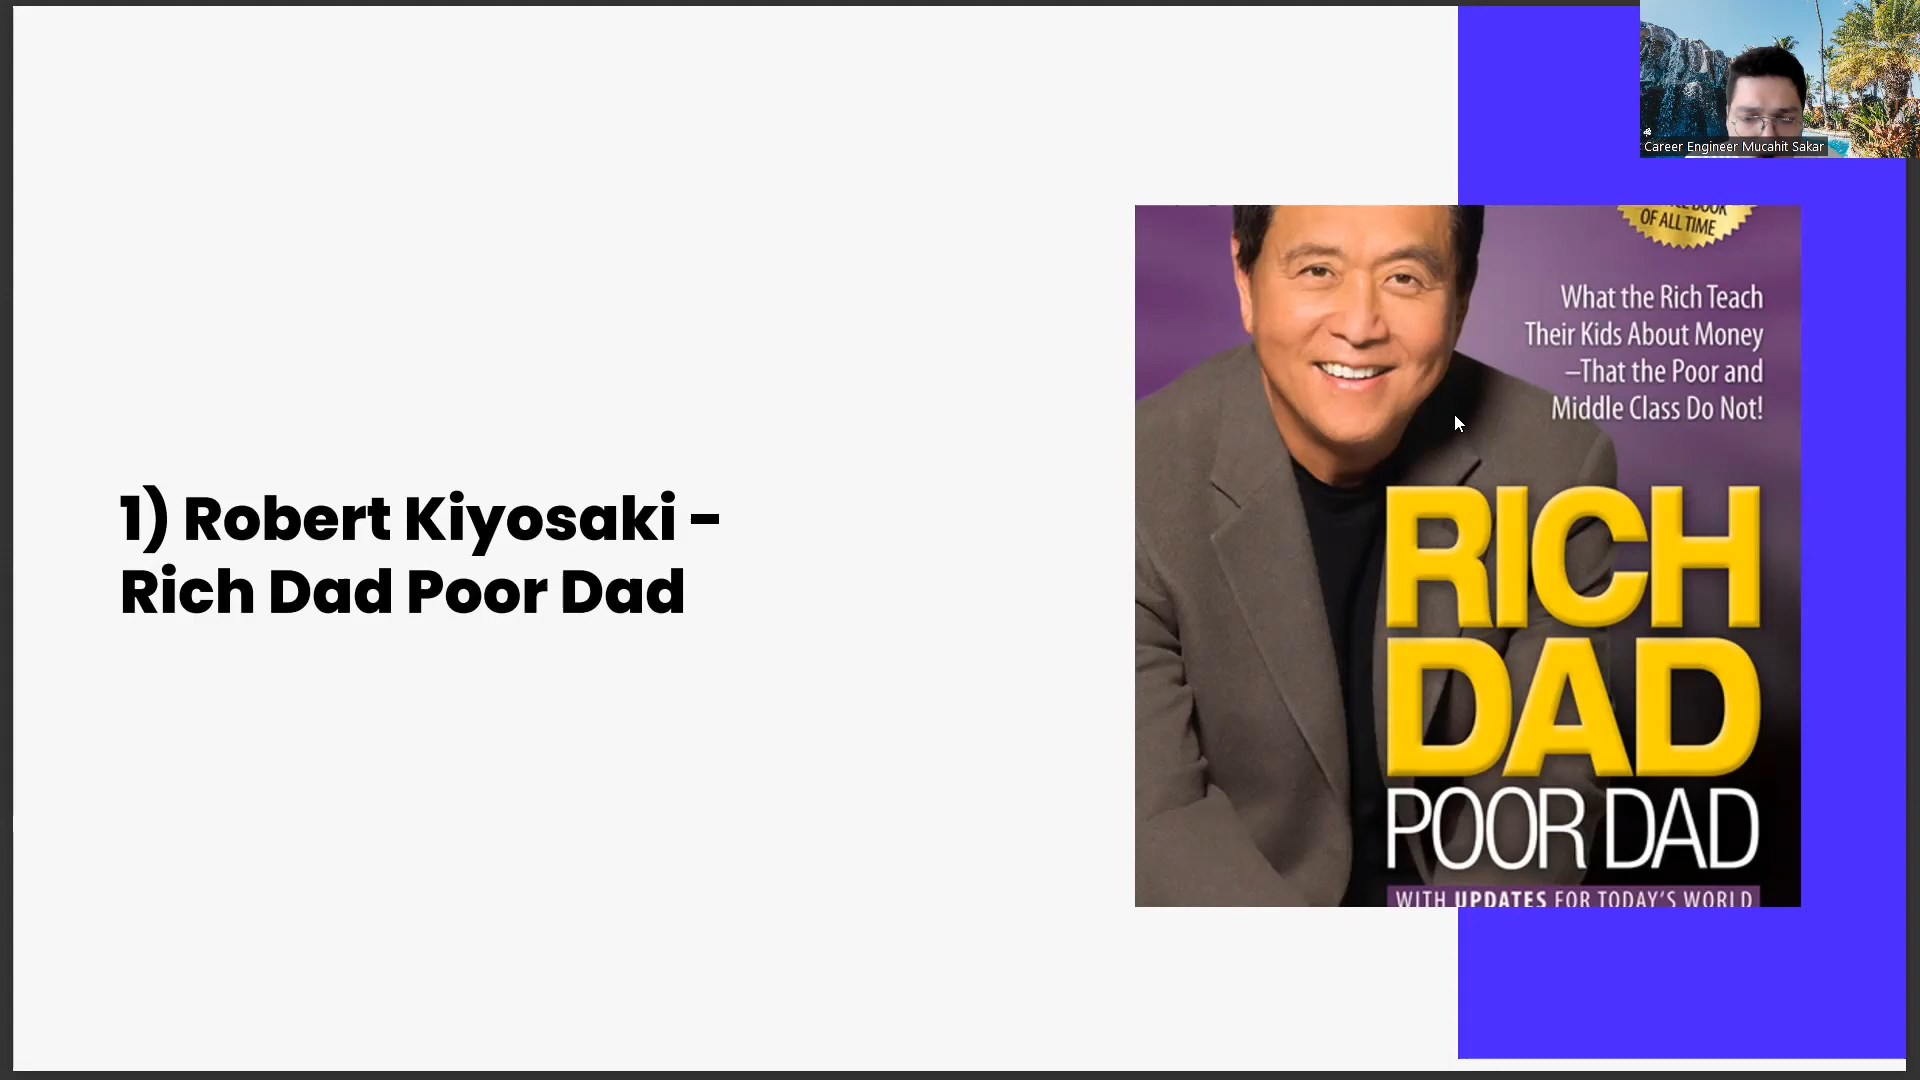 1) Robert Kiyosaki -
Rich Dad Poor Dad
Career Engineer Mucahit Sakar
BOOK
OF ALL TIME
What the Rich Teach
Their Kids About Money
–That the Poor and
Middle Class Do Not!
RICH
DAD
POOR DAD
WITH UPDATES FOR TODAY'S WORLD